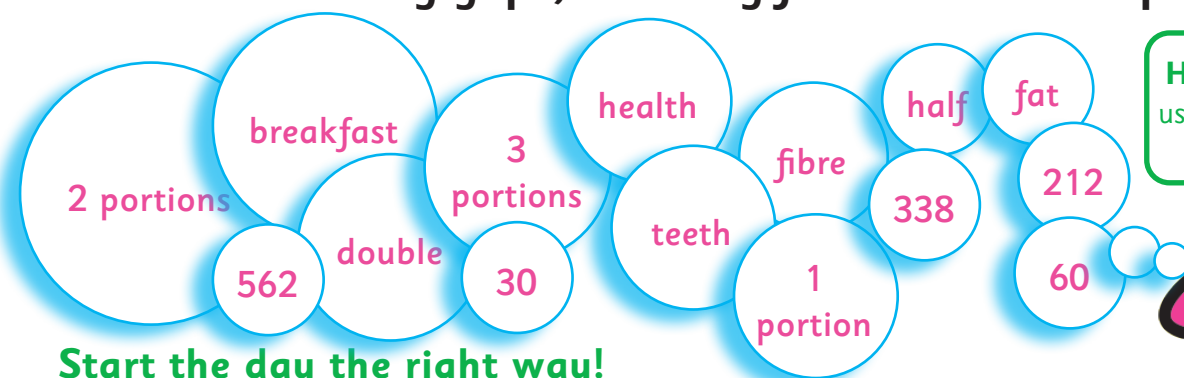 health
half
fat
breakfast
3
portions
fibre
2 portions
338
212
teeth
double
562
30
1
portion
60
H
us
Start the day the right way!